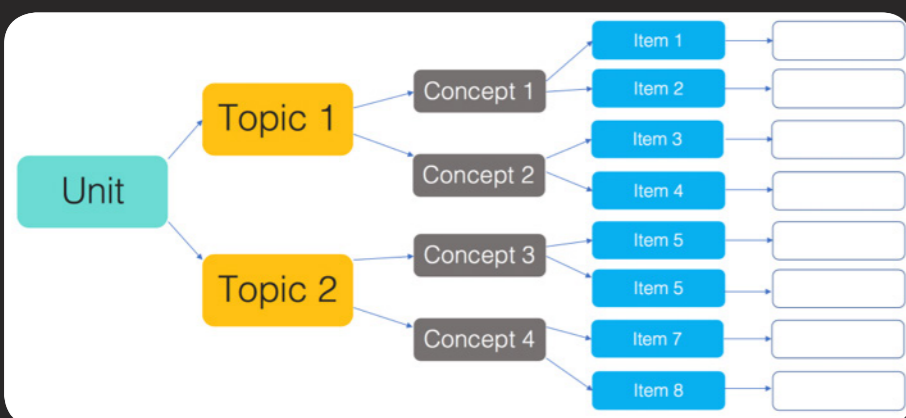 Unit
Topic 1
Topic 2
Concept 1
Concept 2
Concept 3
Concept 4
Item 1
Item 2
Item 3
Item 4
Item 5
Item 5
Item 7
Item 8